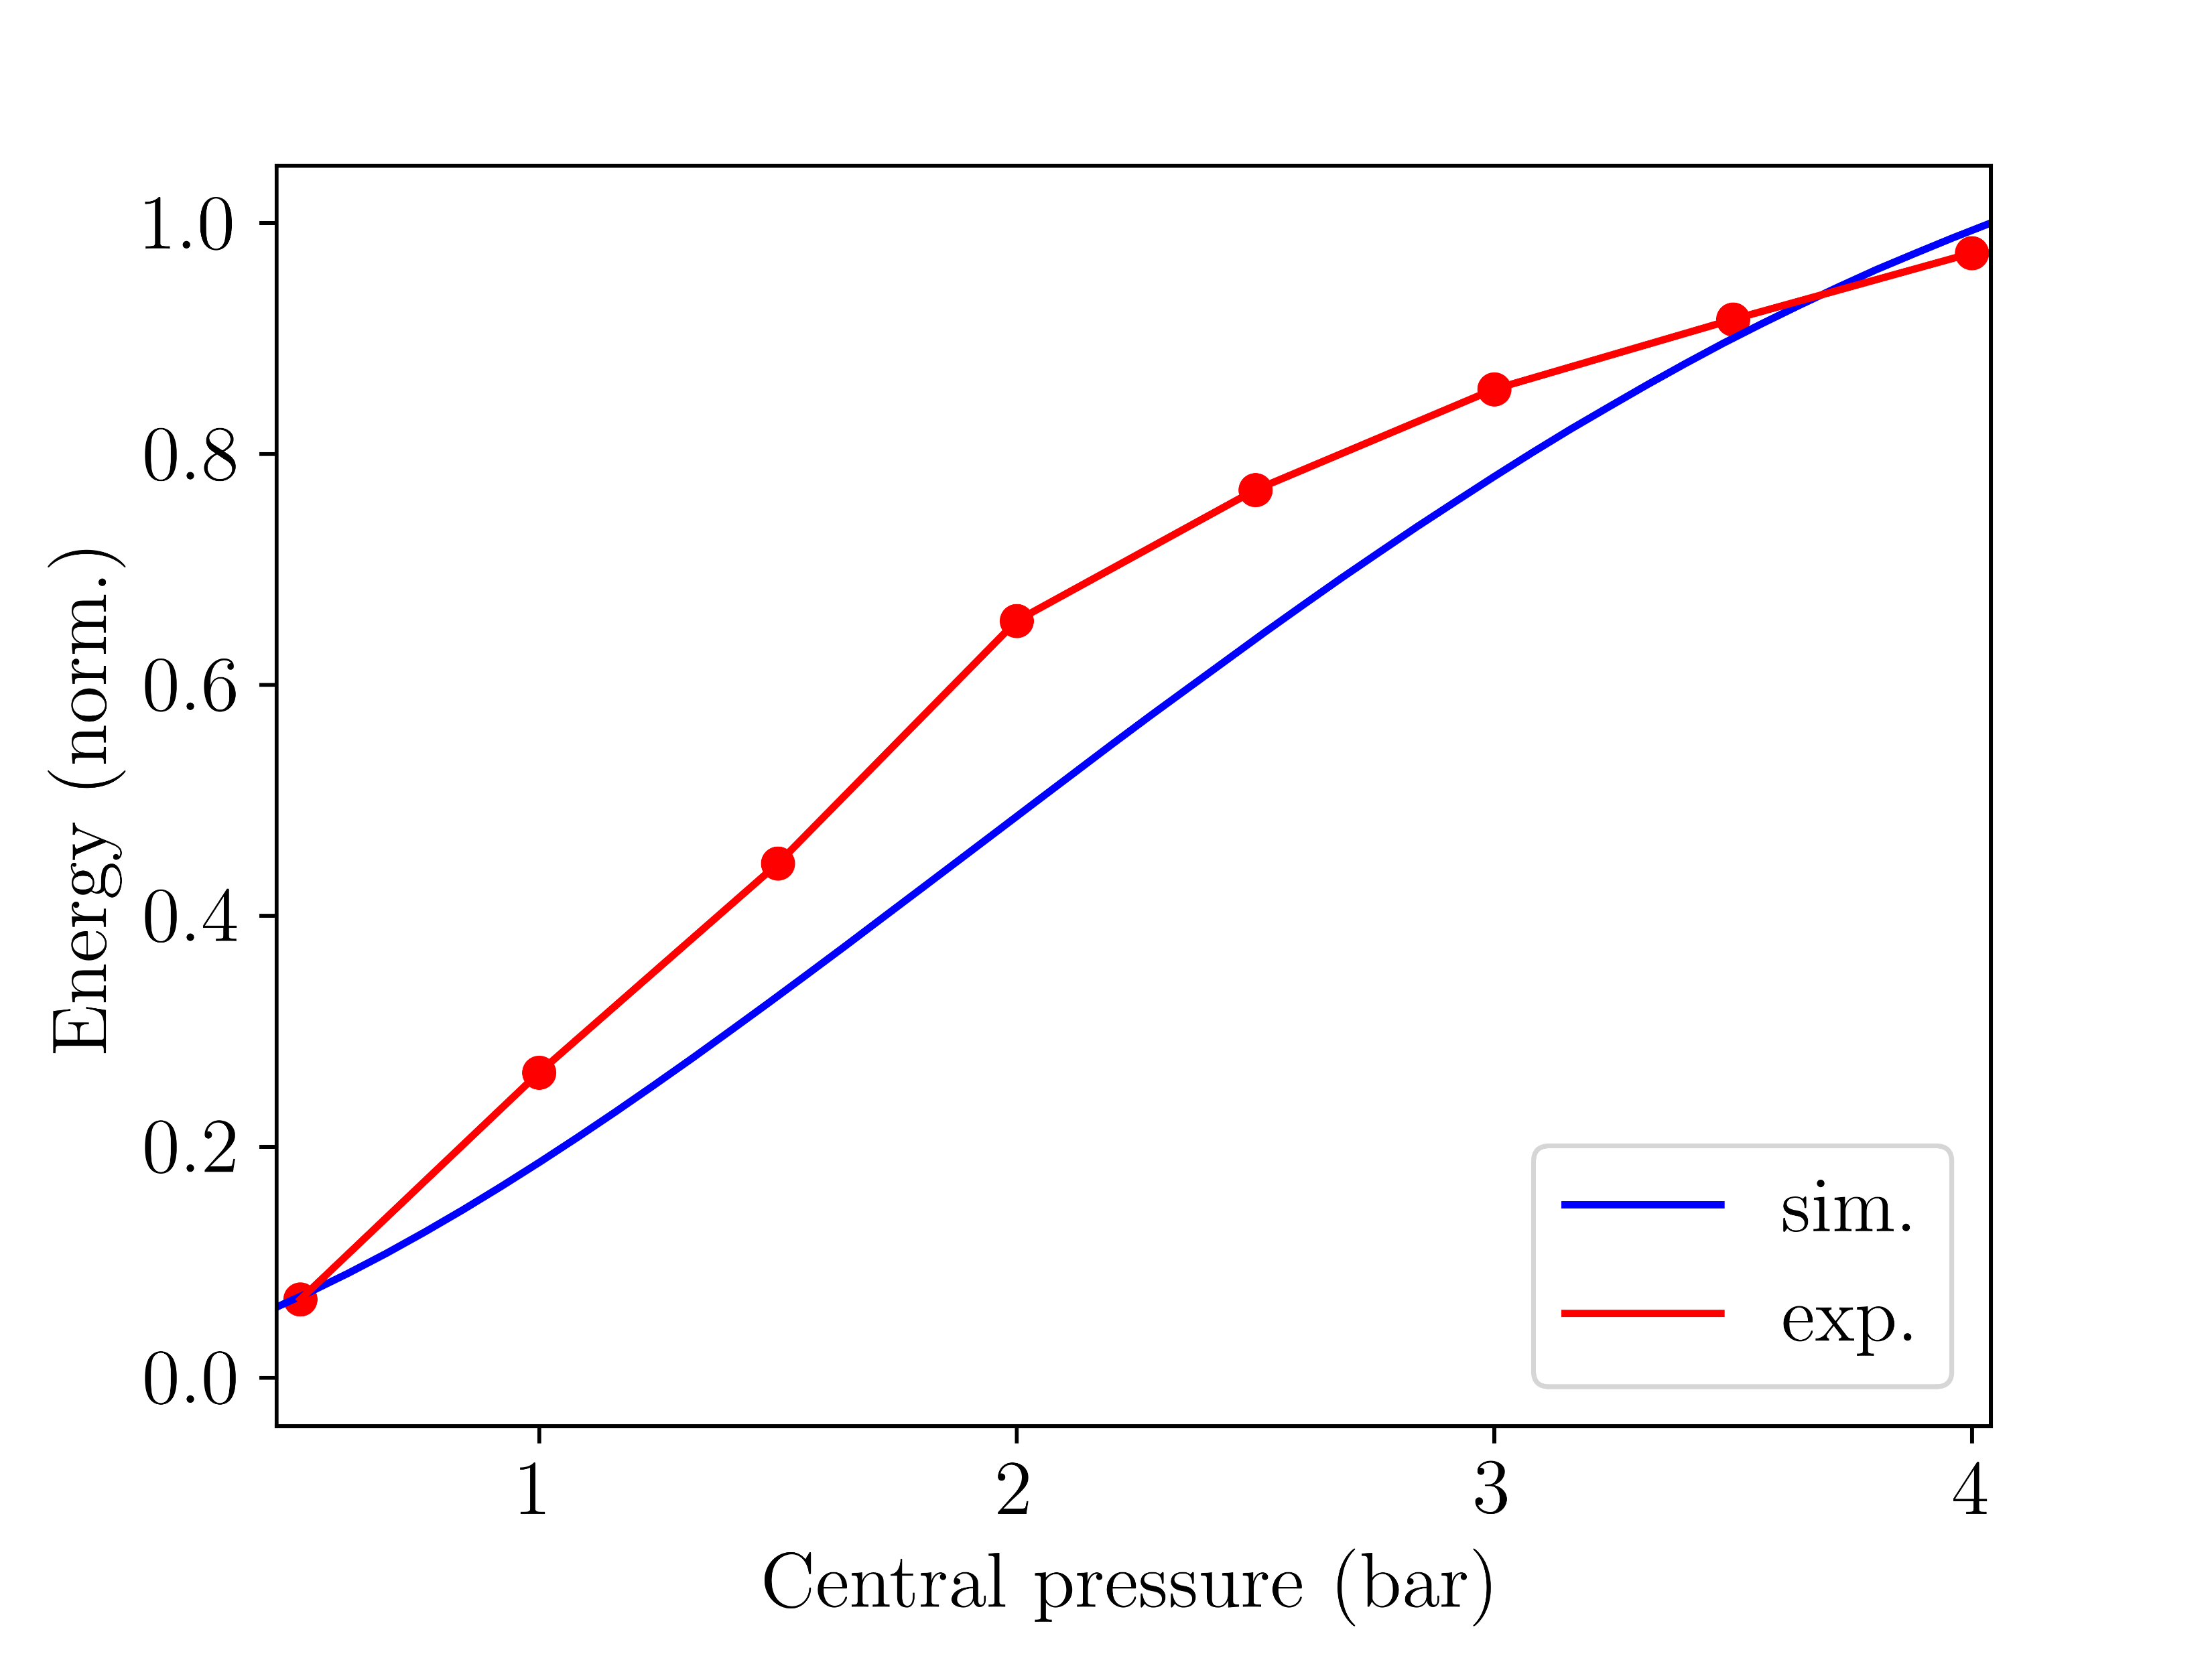 1.0
0.8
0.6
0.4
0.2
0.0
Energy (norm.)
sim.
exp.
1 2 3 4
Central pressure (bar)